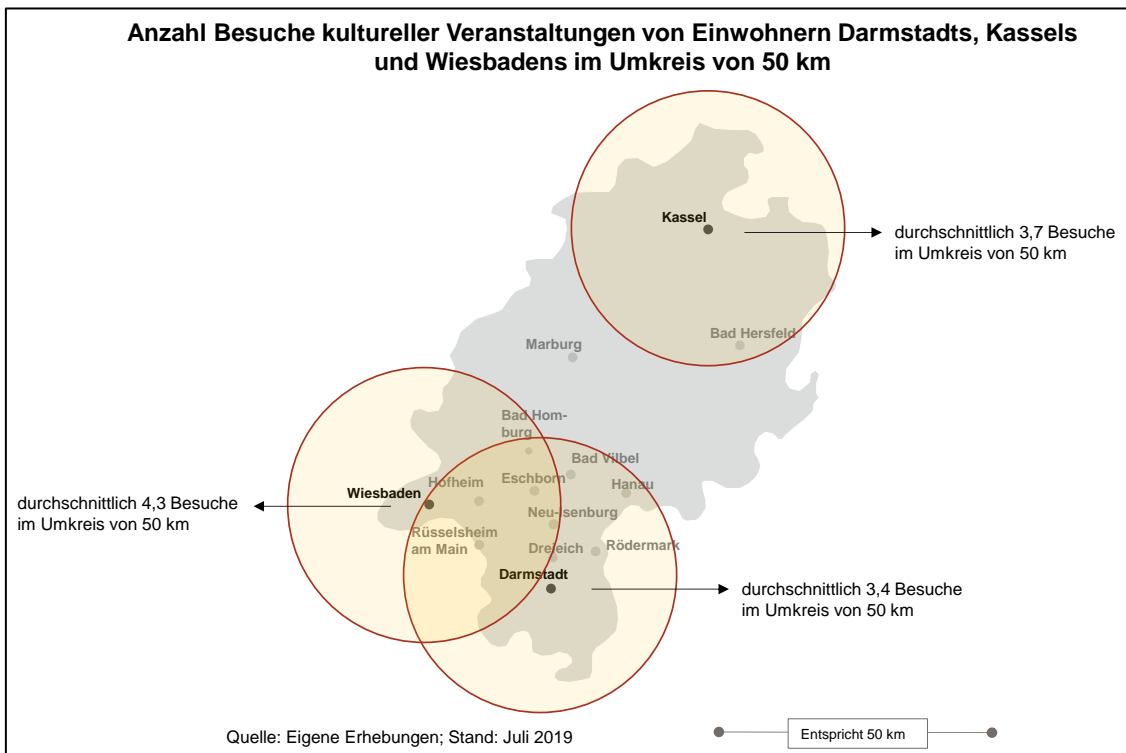 Anzahl Besuche kultureller Veranstaltungen von Einwohnern Darmstadts, Kassels
und Wiesbadens im Umkreis von 50 km
Kassel
durchschnittlich 3,7 Besuche
im Umkreis von 50 km
Bad Hersfeld
Marburg
Bad Hom-
burg
Bad Vilbel
Hofheim
Eschborn
Hanau
Wiesbaden
durchschnittlich 4,3 Besuche
im Umkreis von 50 km
Neu-Isenburg
Rüsselsheim
am Main
Dreieich
Rödermark
Darmstadt
durchschnittlich 3,4 Besuche
im Umkreis von 50 km
Quelle: Eigene Erhebungen; Stand: Juli 2019
Entspricht 50 km